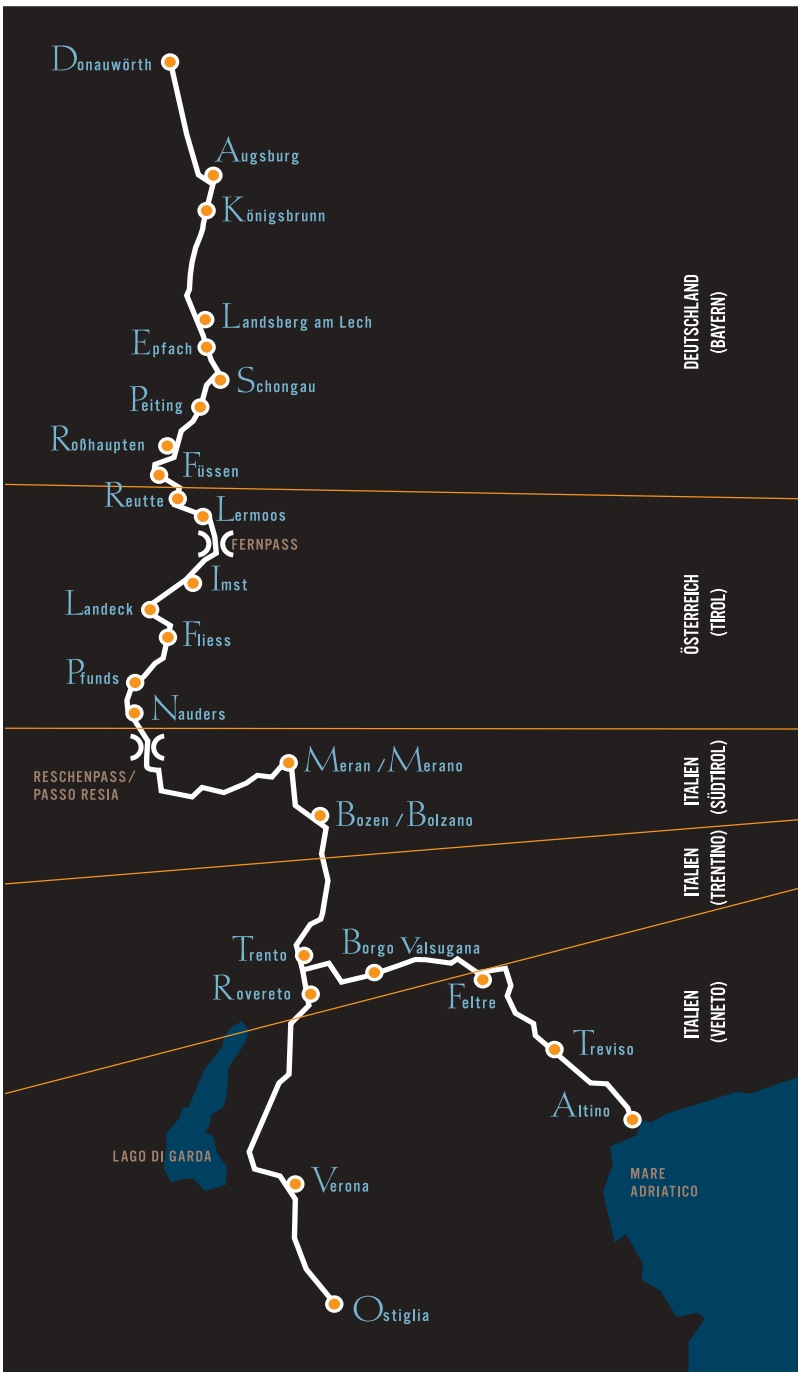 Donauwörth
Augsburg
Königsbrunn
Landsberg am Lech
Epfach
Schongau
Peiting
Roßhaupten
Füssen
Reutte
Lermoos
FERNPASS
Imst
Landeck
Fliess
Pfunds
Nauders
RESCHENPASS/
PASSO RESIA
Meran / Merano
Bozen / Bolzano
Trento
Borgo Valsugana
Rovereto
Feltre
Treviso
Altino
LAGO DI GARDA
Verona
MARE
ADRIATICO
Ostiglia
DEUTSCHLAND
(BAYERN)
ÖSTERREICH
(TIROL)
ITALIEN
(SÜDTIROL)
ITALIEN
(TRENTINO)
ITALIEN
(VENETO)